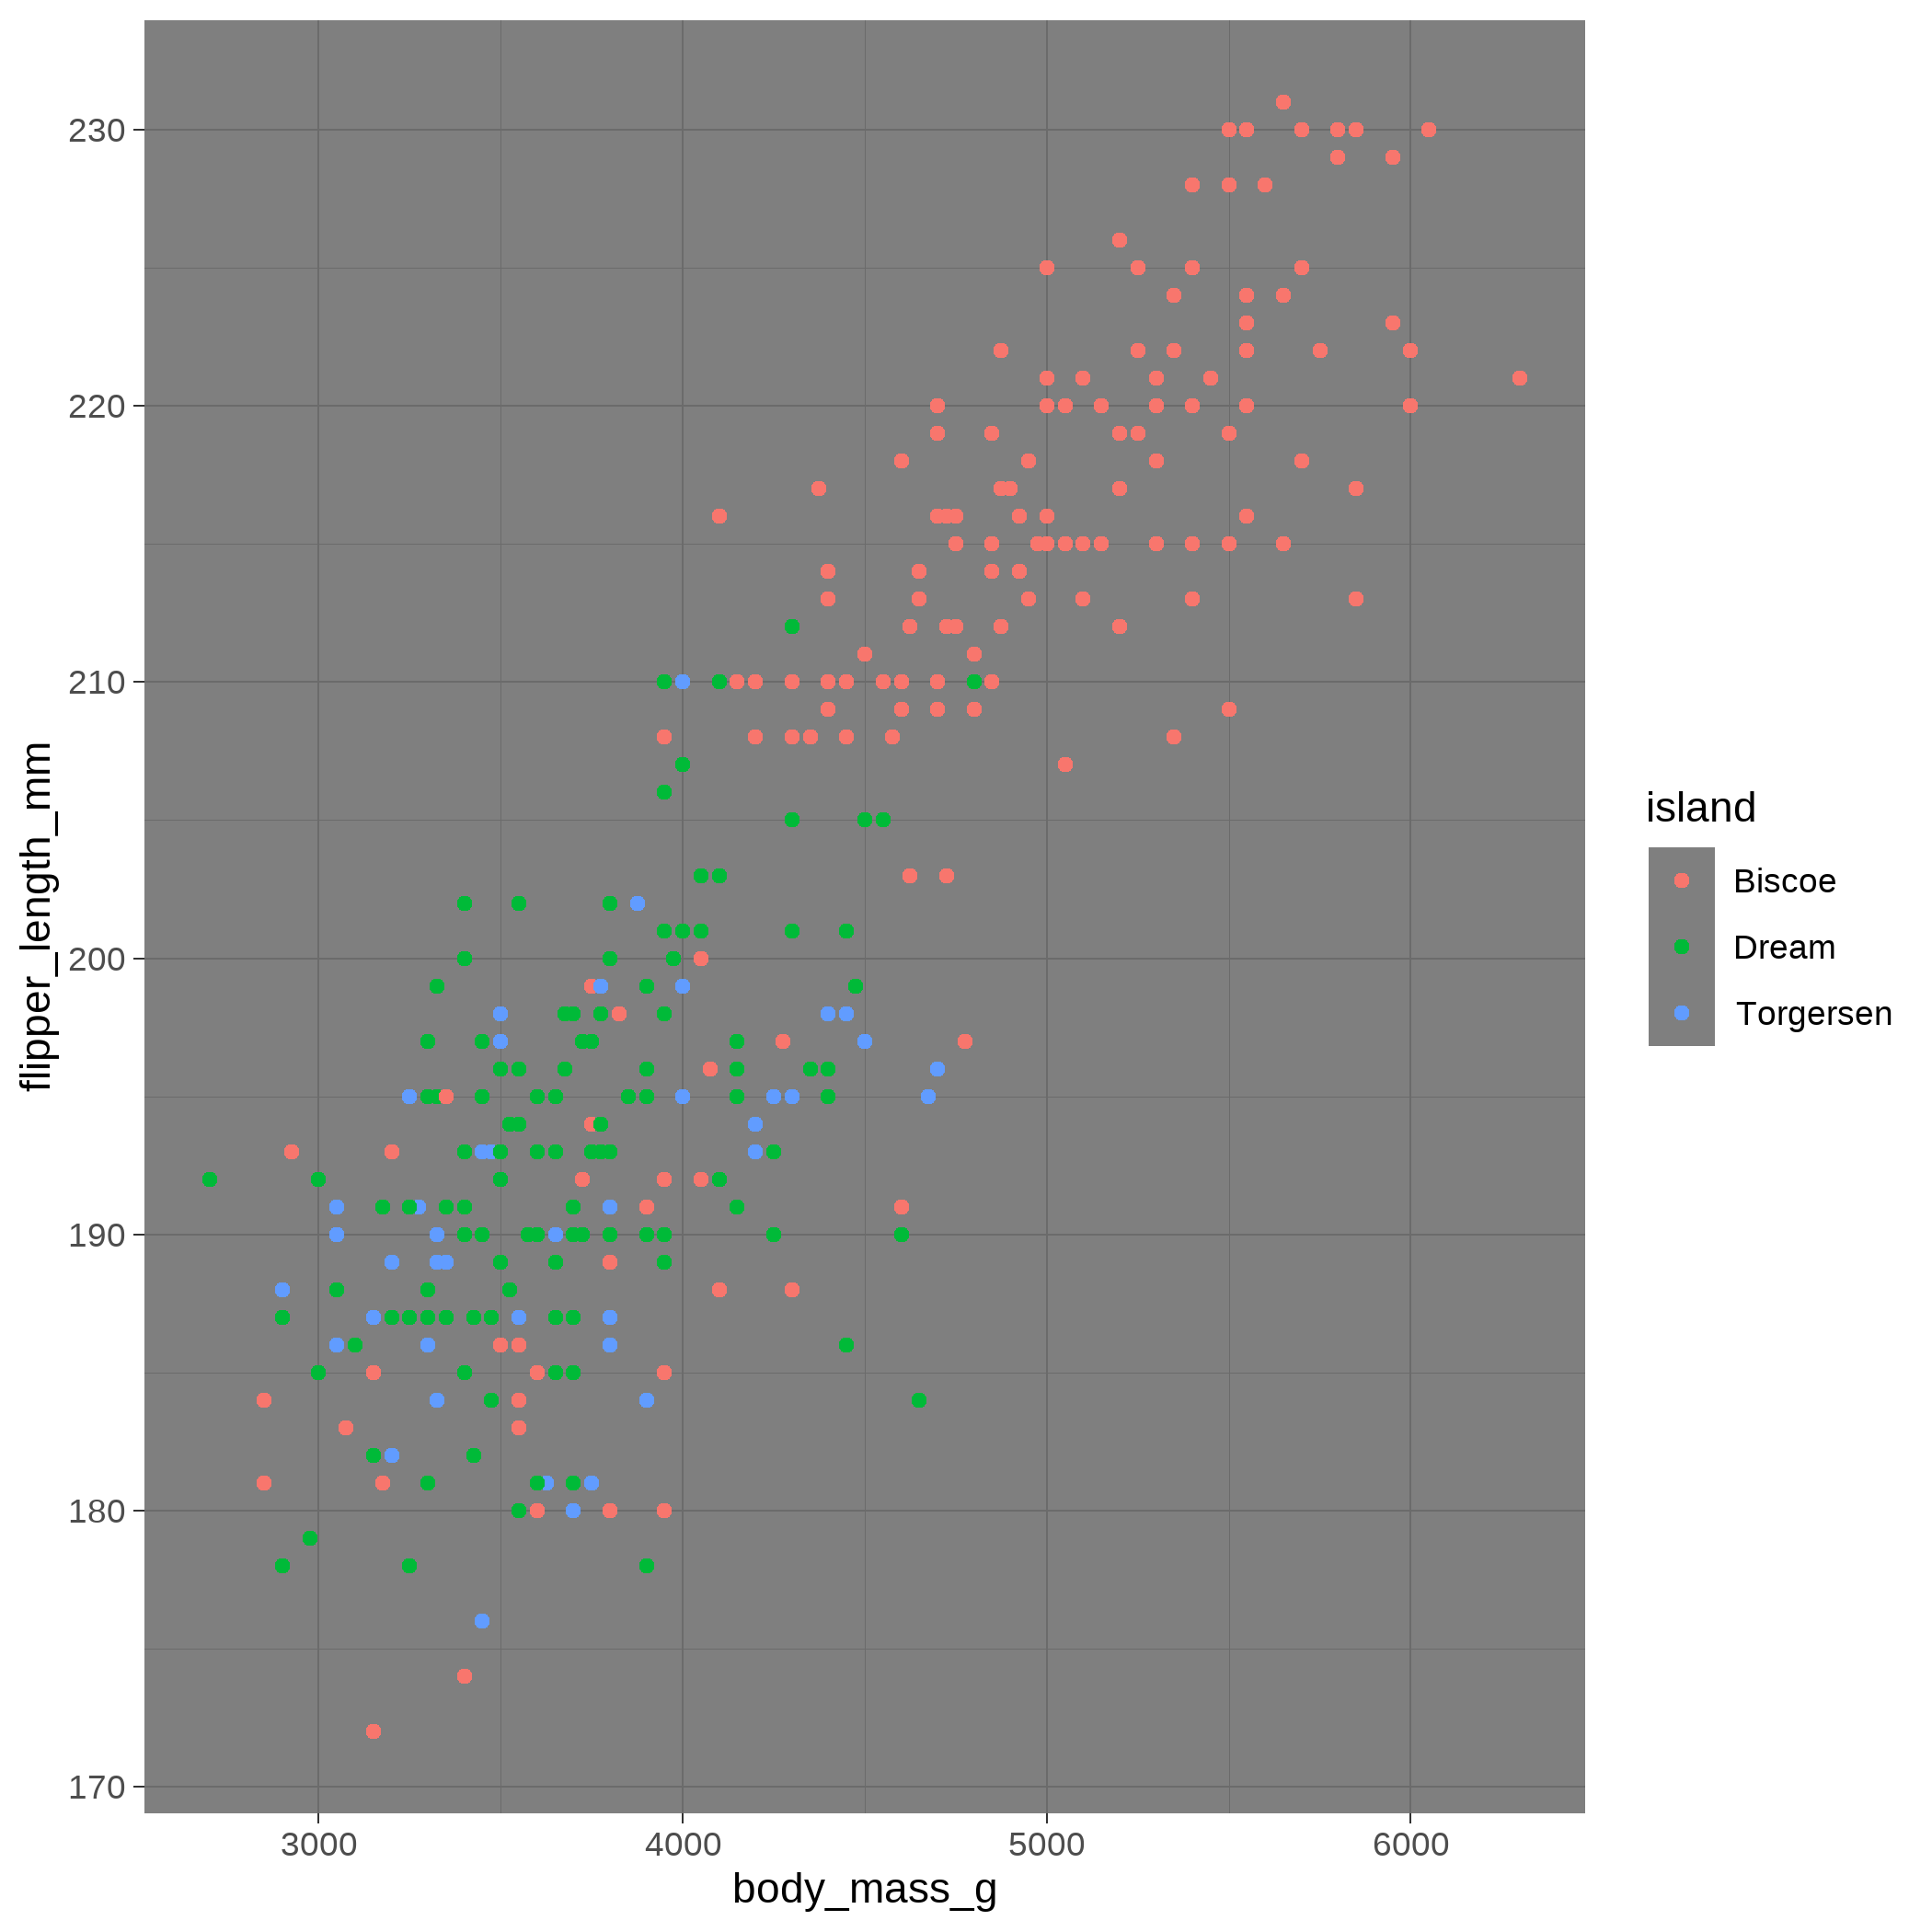 230
220
210
200
190
180
170
flipper_length_mm
3000 4000 5000 6000
body_mass_g
island
Biscoe
Dream
Torgersen